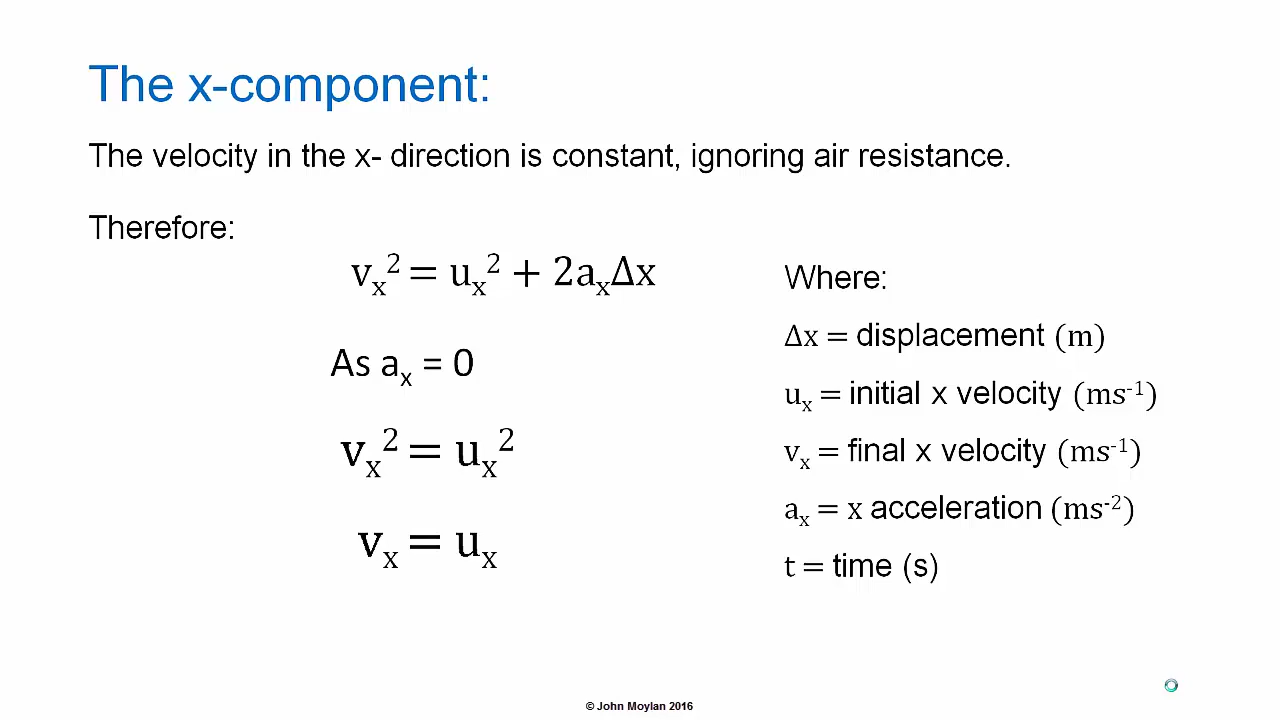 The x-component:
The velocity in the x- direction is constant, ignoring air resistance.
Therefore:
vₓ² = uₓ² + 2aₓΔx
As aₓ = 0
vₓ² = uₓ²
vₓ = uₓ
Where:
Δx = displacement (m)
uₓ = initial x velocity (ms⁻¹)
vₓ = final x velocity (ms⁻¹)
aₓ = x acceleration (ms⁻²)
t = time (s)
© John Moylan 2016